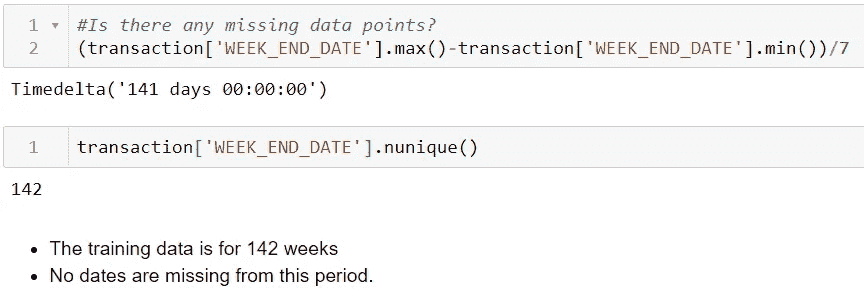 1 #Is there any missing data points?
2 (transaction['WEEK_END_DATE'].max()-transaction['WEEK_END_DATE'].min())/7
Timedelta('141 days 00:00:00')
1 transaction['WEEK_END_DATE'].nunique()
142
• The training data is for 142 weeks
• No dates are missing from this period.